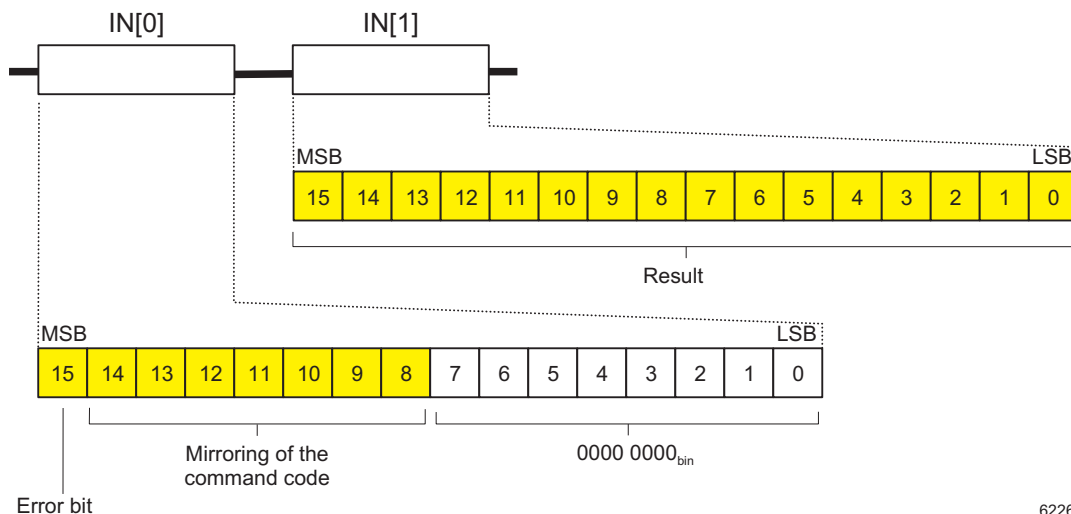 IN[0] IN[1]
MSB LSB
15 14 13 12 11 10 9 8 7 6 5 4 3 2 1 0
Result
MSB LSB
15 14 13 12 11 10 9 8 7 6 5 4 3 2 1 0
Mirroring of the
command code
0000 0000bin
Error bit
6226